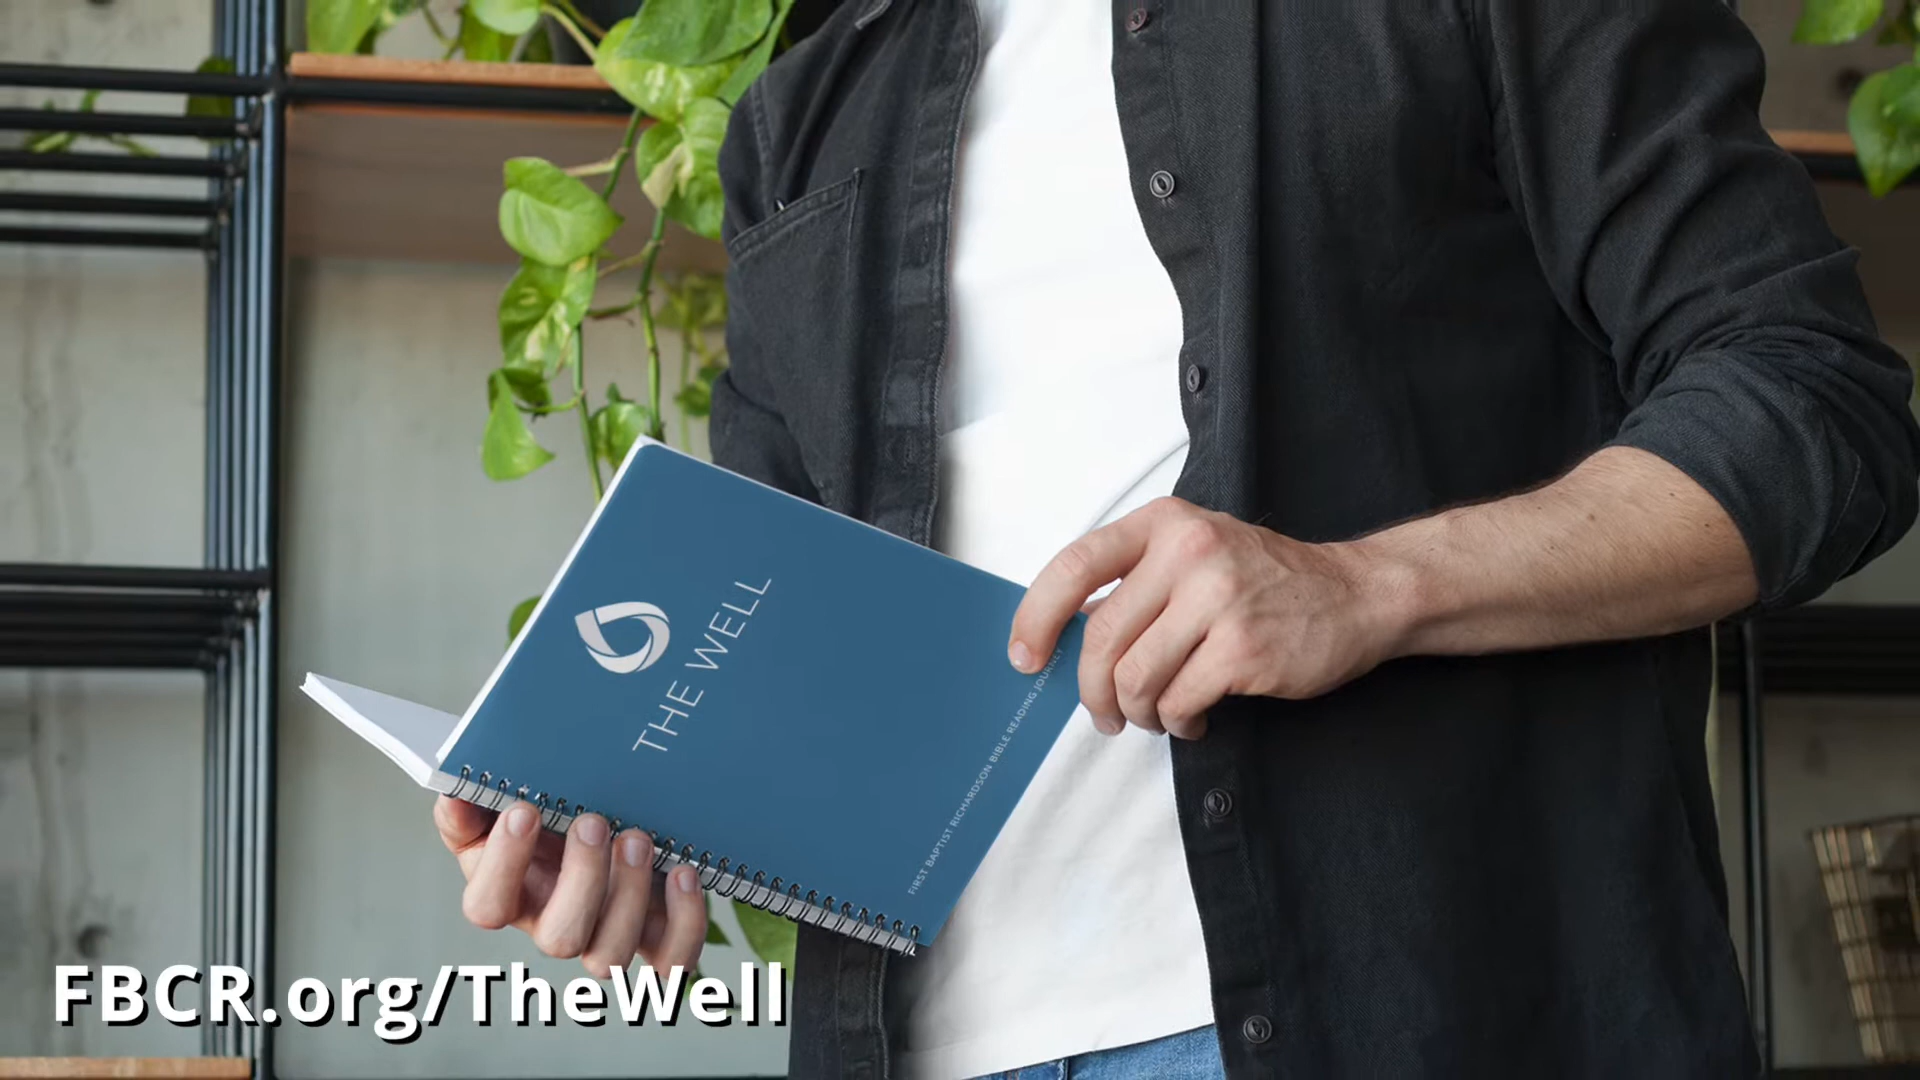 THE WELL
FIRST BAPTIST RICHARDSON BIBLE READING JOURNEY
FBCR.org/TheWell